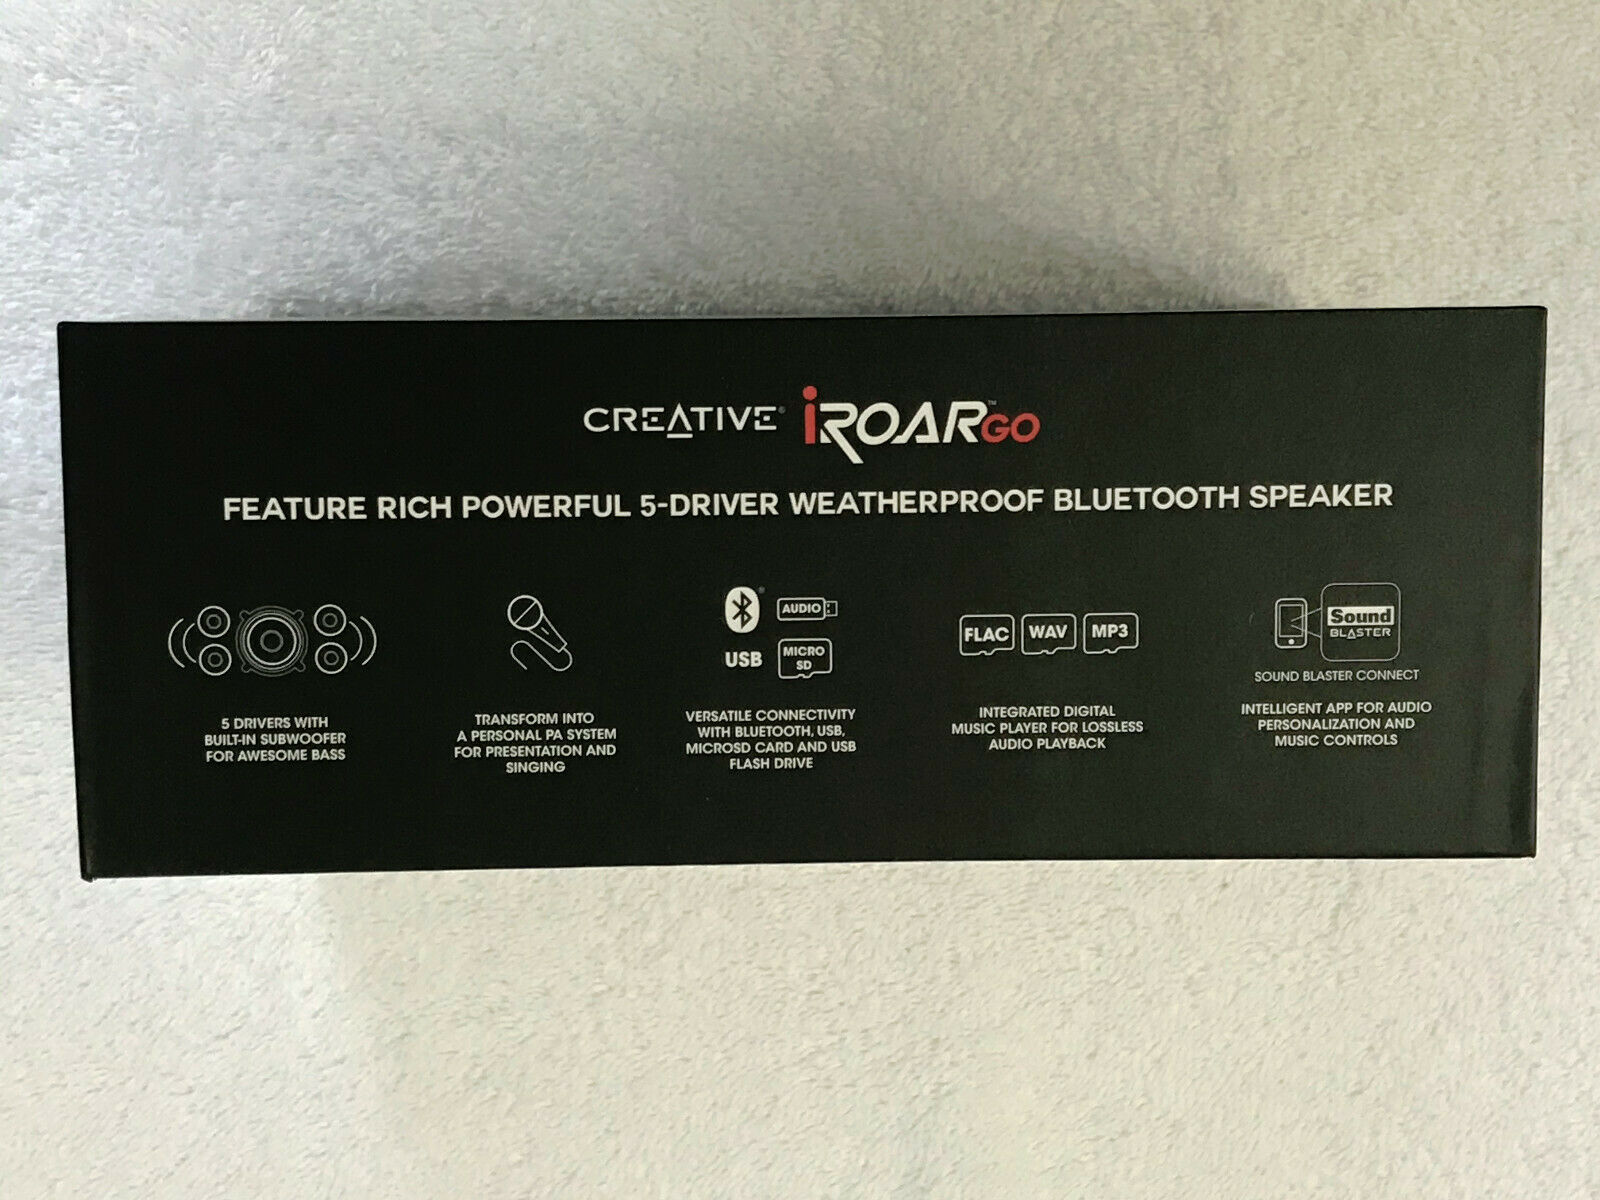 CREATIVE® iROAR™GO
FEATURE RICH POWERFUL 5-DRIVER WEATHERPROOF BLUETOOTH SPEAKER
5 DRIVERS WITH
BUILT-IN SUBWOOFER
FOR AWESOME BASS
TRANSFORM INTO
A PERSONAL PA SYSTEM
FOR PRESENTATION AND
SINGING
AUDIO
USB
MICRO
SD
VERSATILE CONNECTIVITY
WITH BLUETOOTH, USB,
MICROSD CARD AND USB
FLASH DRIVE
FLAC WAV MP3
INTEGRATED DIGITAL
MUSIC PLAYER FOR LOSSLESS
AUDIO PLAYBACK
Sound
BLASTER
SOUND BLASTER CONNECT
INTELLIGENT APP FOR AUDIO
PERSONALIZATION AND
MUSIC CONTROLS